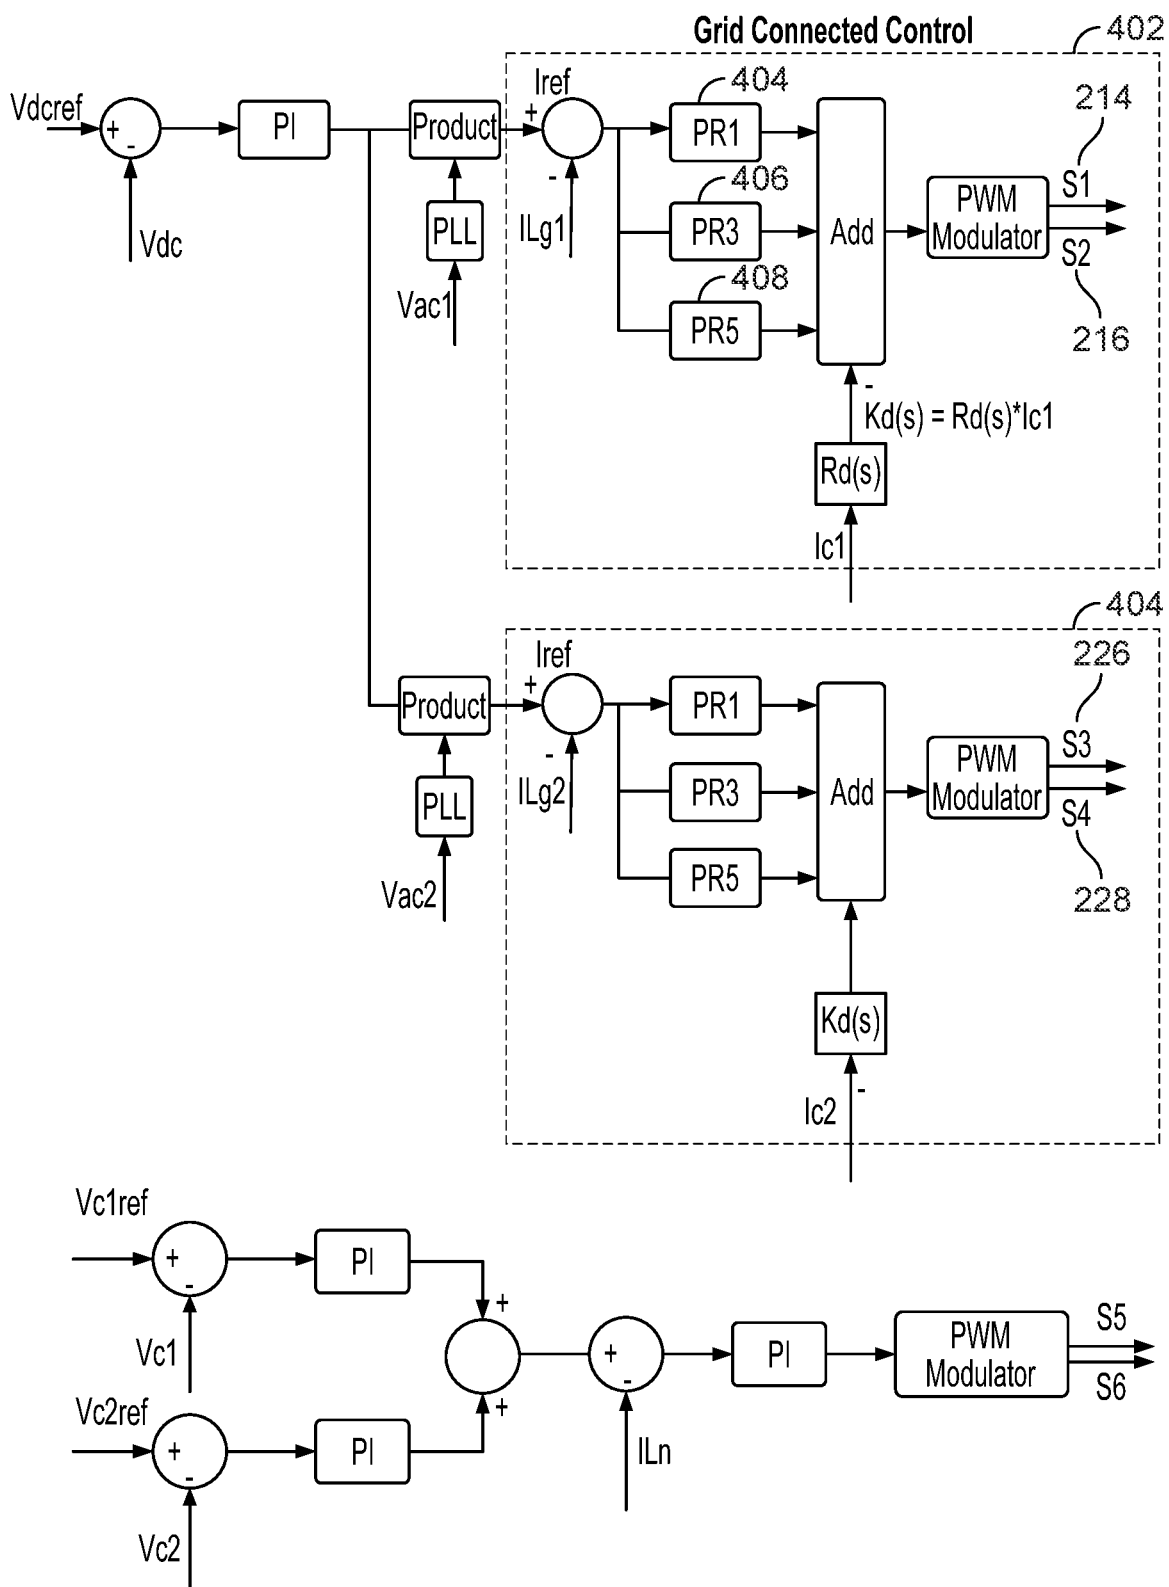 Grid Connected Control
402
Vdcref
+
-
Vdc
PI
Product
PLL
Vac1
Iref
+
-
ILg1
404
PR1
406
PR3
408
PR5
Add
-
Kd(s) = Rd(s)*Ic1
Rd(s)
Ic1
PWM
Modulator
214
S1
S2
216
404
Product
PLL
Vac2
Iref
+
-
ILg2
PR1
PR3
PR5
Add
Kd(s)
-
Ic2
PWM
Modulator
226
S3
S4
228
Vc1ref
+
-
Vc1
PI
+
Vc2ref
+
-
Vc2
PI
+
+
-
ILn
PI
PWM
Modulator
S5
S6